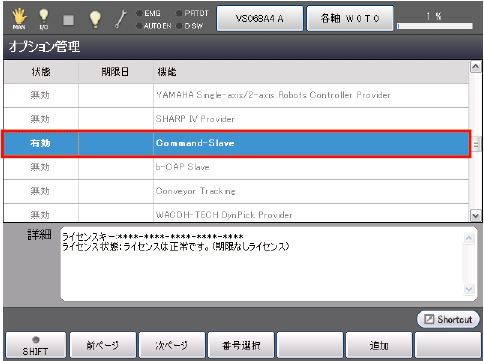 MAN
I/O
EMG
PRTDT
AUTOEN
D-SW
VS068A4 A
各軸 W 0 T 0
1 %
オプション管理
状態 期限日 機能
無効 YAMAHA Single-axis/2-axis Robots Controller Provider
無効 SHARP IV Provider
有効 Command-Slave
無効 b-CAP Slave
無効 Conveyor Tracking
無効 WACOH-TECH DynPick Provider
詳細
ライセンスキー:****-****-****-****-****
ライセンス状態:ライセンスは正常です。(期限なしライセンス)
Shortcut
SHIFT
前ページ
次ページ
番号選択
追加